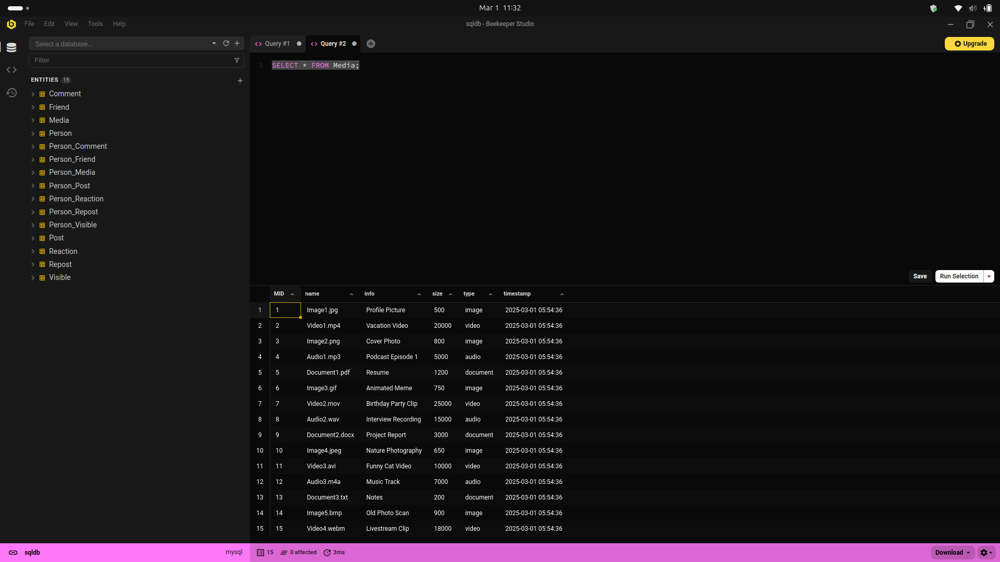 Mar 1 11:32
File Edit View Tools Help
sqldb - Beekeeper Studio
Select a database...
Filter
ENTITIES 15
Comment
Friend
Media
Person
Person_Comment
Person_Friend
Person_Media
Person_Post
Person_Reaction
Person_Repost
Person_Visible
Post
Reaction
Repost
Visible
Query #1
Query #2
Upgrade
1 SELECT * FROM Media;
Save
Run Selection
MID name info size type timestamp
1 1 Image1.jpg Profile Picture 500 image 2025-03-01 05:54:36
2 2 Video1.mp4 Vacation Video 20000 video 2025-03-01 05:54:36
3 3 Image2.png Cover Photo 800 image 2025-03-01 05:54:36
4 4 Audio1.mp3 Podcast Episode 1 5000 audio 2025-03-01 05:54:36
5 5 Document1.pdf Resume 1200 document 2025-03-01 05:54:36
6 6 Image3.gif Animated Meme 750 image 2025-03-01 05:54:36
7 7 Video2.mov Birthday Party Clip 25000 video 2025-03-01 05:54:36
8 8 Audio2.wav Interview Recording 15000 audio 2025-03-01 05:54:36
9 9 Document2.docx Project Report 3000 document 2025-03-01 05:54:36
10 10 Image4.jpeg Nature Photography 650 image 2025-03-01 05:54:36
11 11 Video3.avi Funny Cat Video 10000 video 2025-03-01 05:54:36
12 12 Audio3.m4a Music Track 7000 audio 2025-03-01 05:54:36
13 13 Document3.txt Notes 200 document 2025-03-01 05:54:36
14 14 Image5.bmp Old Photo Scan 900 image 2025-03-01 05:54:36
15 15 Video4.webm Livestream Clip 18000 video 2025-03-01 05:54:36
sqldb mysql
15 0 affected 3ms
Download